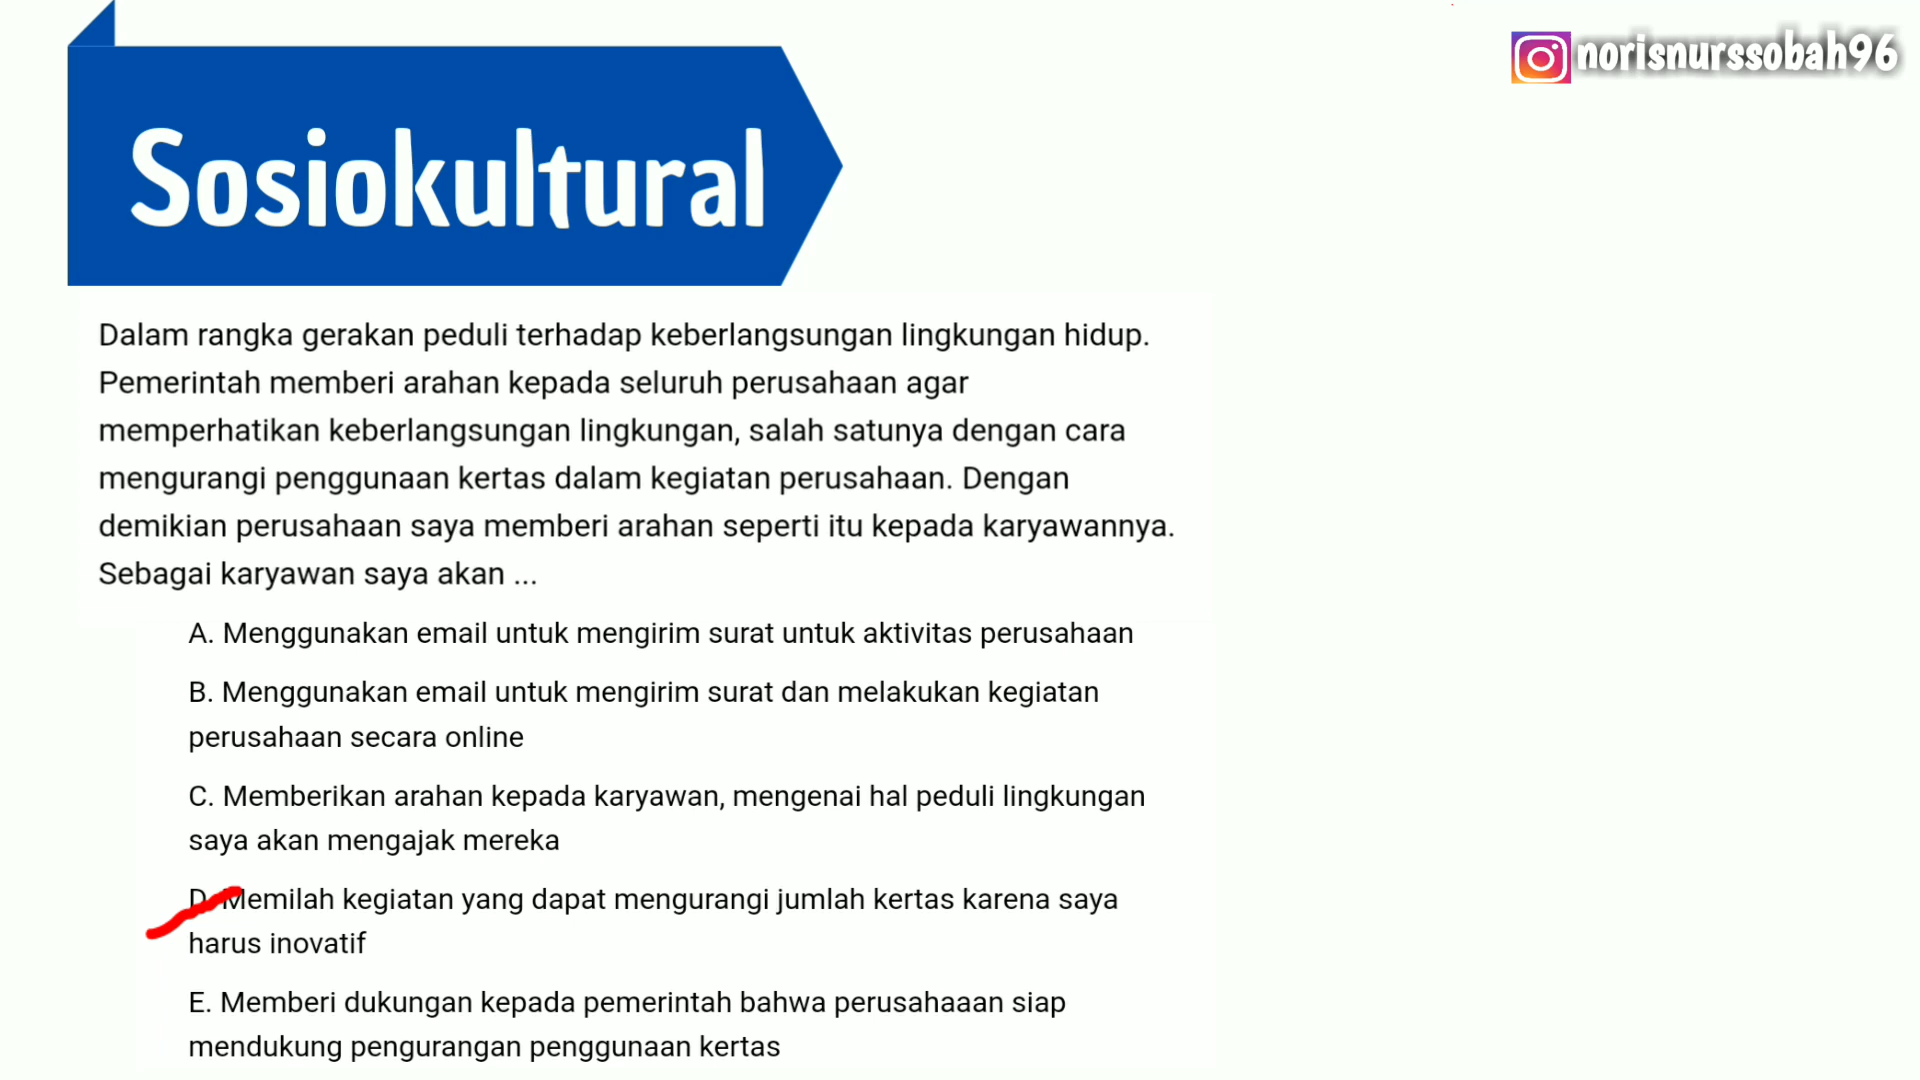 norisnurssobah96
Sosiokultural
Dalam rangka gerakan peduli terhadap keberlangsungan lingkungan hidup.
Pemerintah memberi arahan kepada seluruh perusahaan agar
memperhatikan keberlangsungan lingkungan, salah satunya dengan cara
mengurangi penggunaan kertas dalam kegiatan perusahaan. Dengan
demikian perusahaan saya memberi arahan seperti itu kepada karyawannya.
Sebagai karyawan saya akan ...
A. Menggunakan email untuk mengirim surat untuk aktivitas perusahaan
B. Menggunakan email untuk mengirim surat dan melakukan kegiatan
perusahaan secara online
C. Memberikan arahan kepada karyawan, mengenai hal peduli lingkungan
saya akan mengajak mereka
D. Memilah kegiatan yang dapat mengurangi jumlah kertas karena saya
harus inovatif
E. Memberi dukungan kepada pemerintah bahwa perusahaaan siap
mendukung pengurangan penggunaan kertas